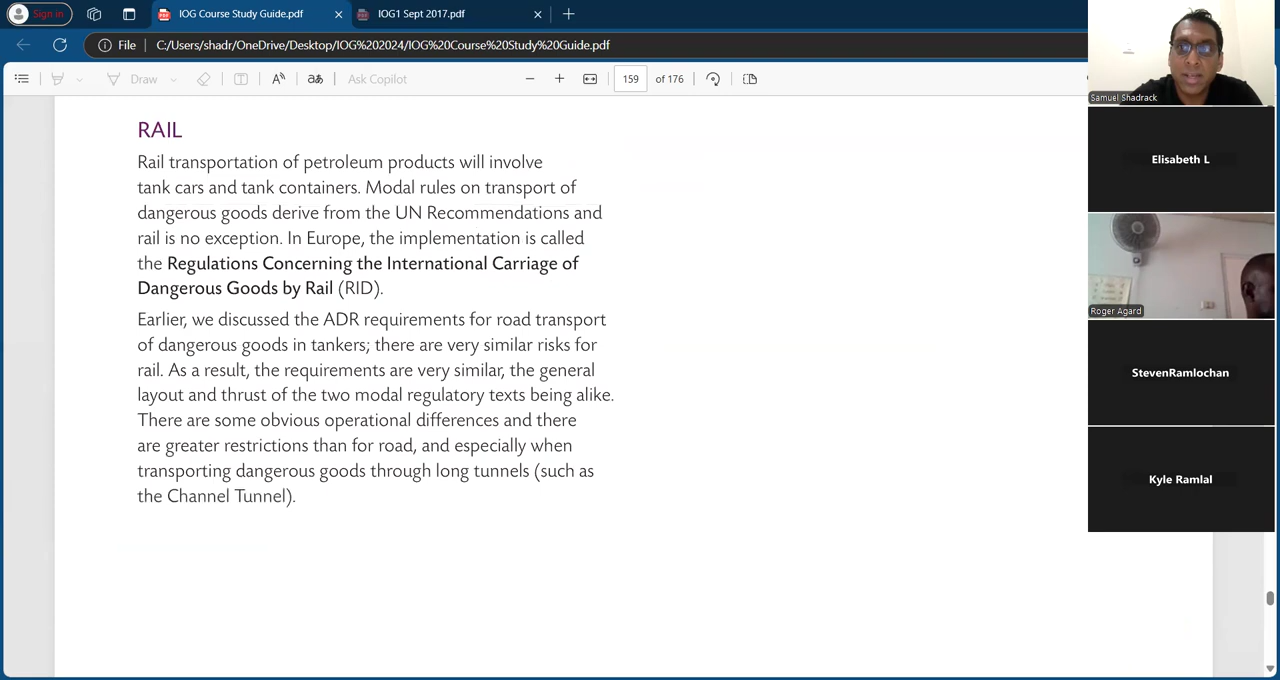 Sign in
IOG Course Study Guide.pdf
IOG1 Sept 2017.pdf
File
C:/Users/shadr/OneDrive/Desktop/IOG%202024/IOG%20Course%20Study%20Guide.pdf
Draw
Ask Copilot
159 of 176
RAIL
Rail transportation of petroleum products will involve
tank cars and tank containers. Modal rules on transport of
dangerous goods derive from the UN Recommendations and
rail is no exception. In Europe, the implementation is called
the Regulations Concerning the International Carriage of
Dangerous Goods by Rail (RID).
Earlier, we discussed the ADR requirements for road transport
of dangerous goods in tankers; there are very similar risks for
rail. As a result, the requirements are very similar, the general
layout and thrust of the two modal regulatory texts being alike.
There are some obvious operational differences and there
are greater restrictions than for road, and especially when
transporting dangerous goods through long tunnels (such as
the Channel Tunnel).
Samuel Shadrack
Elisabeth L
Roger Agard
StevenRamlochan
Kyle Ramlal